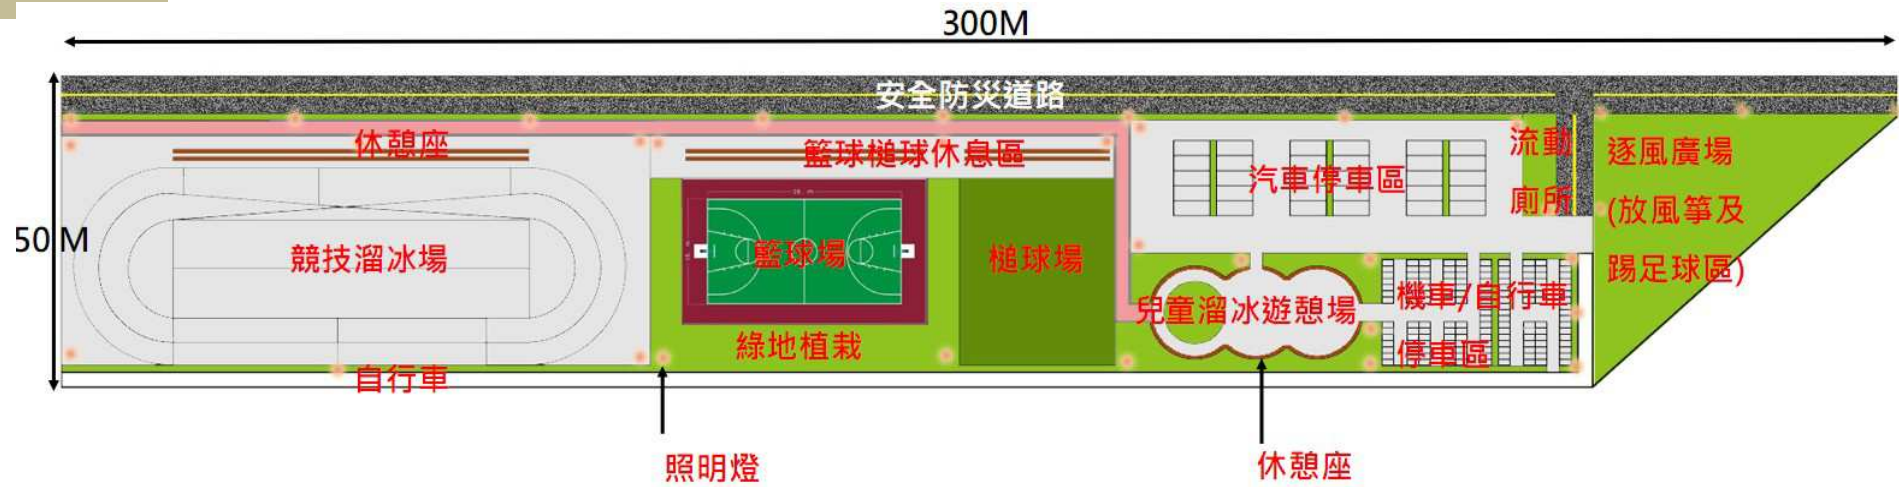 300M
安全防災道路
50M
休憩座
籃球槌球休息區
汽車停車區
流動
廁所
逐風廣場
(放風箏及
踢足球區)
競技溜冰場
籃球場
槌球場
兒童溜冰遊憩場
機車/自行車
停車區
綠地植栽
自行車
照明燈
休憩座